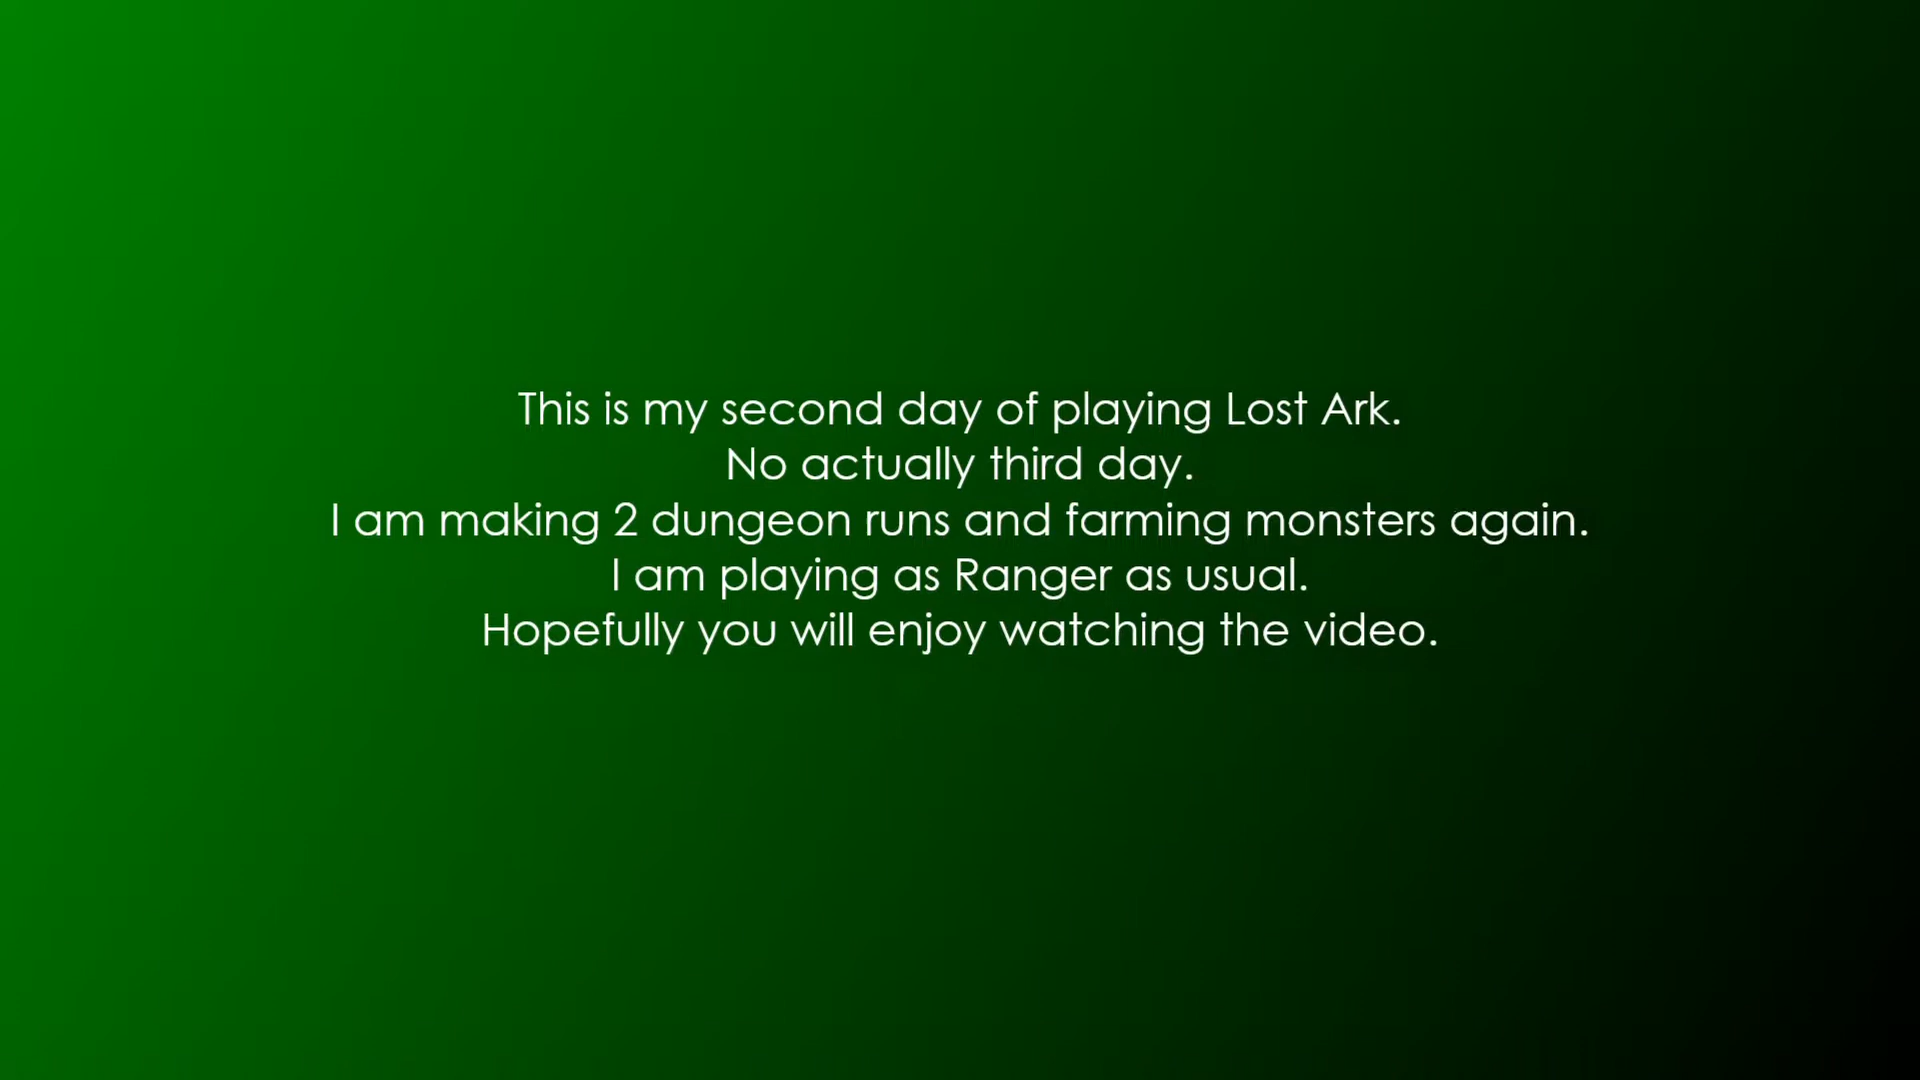 This is my second day of playing Lost Ark.
No actually third day.
I am making 2 dungeon runs and farming monsters again.
I am playing as Ranger as usual.
Hopefully you will enjoy watching the video.